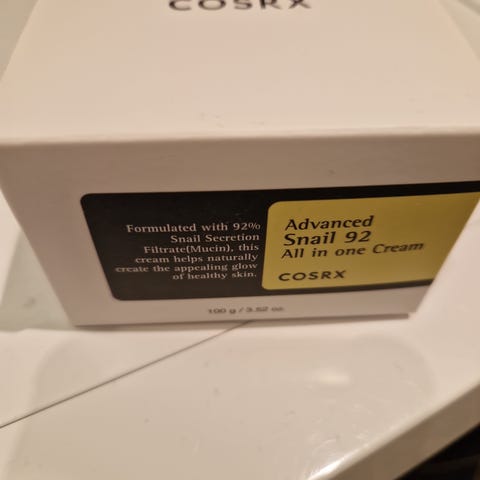 COSRX
Formulated with 92%
Snail Secretion
Filtrate(Mucin), this
cream helps naturally
create the appealing glow
of healthy skin.
Advanced
Snail 92
All in one Cream
COSRX
100 g / 3.52 oz.